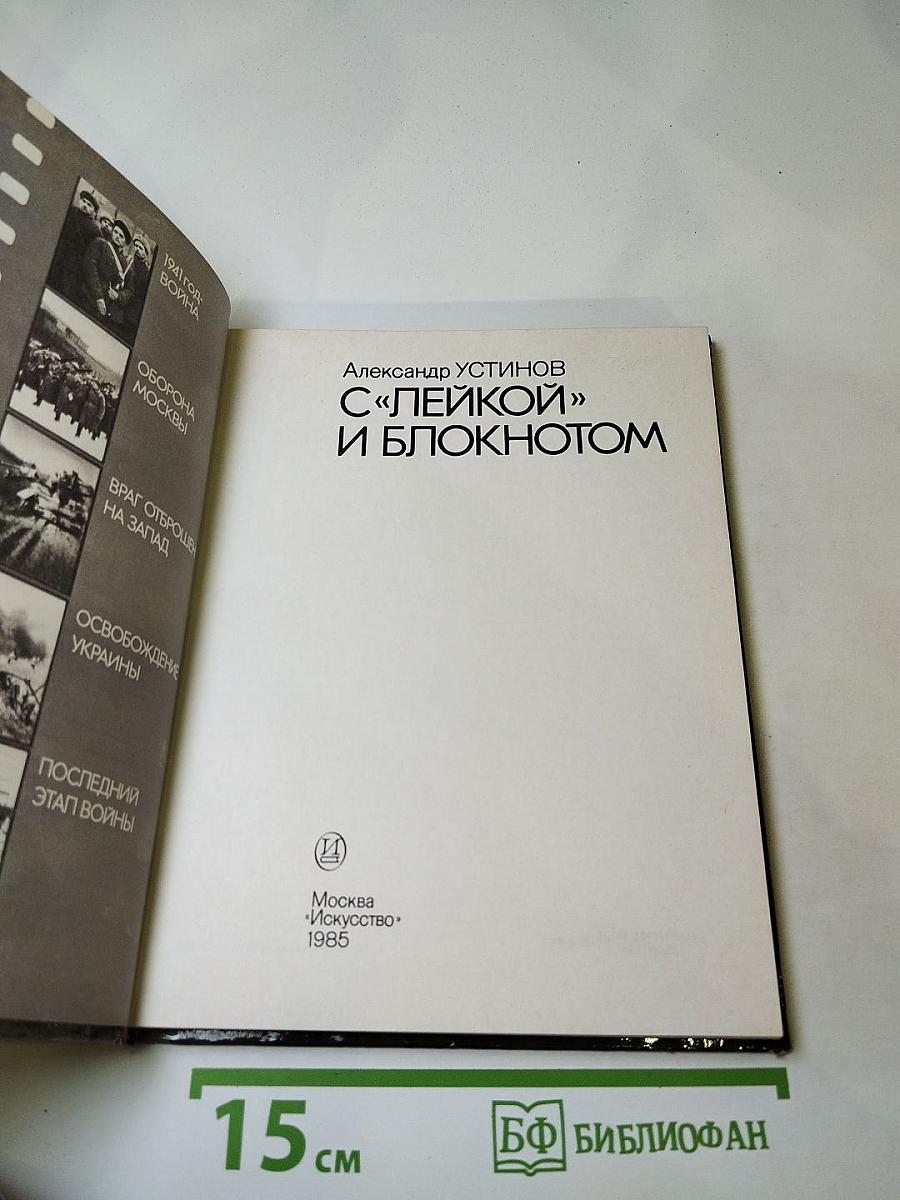 1941 ГОД-
ВОЙНА
ОБОРОНА
МОСКВЫ
ВРАГ ОТБРОШЕН
НА ЗАПАД
ОСВОБОЖДЕНИЕ
УКРАИНЫ
ПОСЛЕДНИЙ
ЭТАП ВОЙНЫ
Александр УСТИНОВ
С «ЛЕЙКОЙ»
И БЛОКНОТОМ
И
Москва
«Искусство»
1985
15 см
БФ БИБЛИОФАН